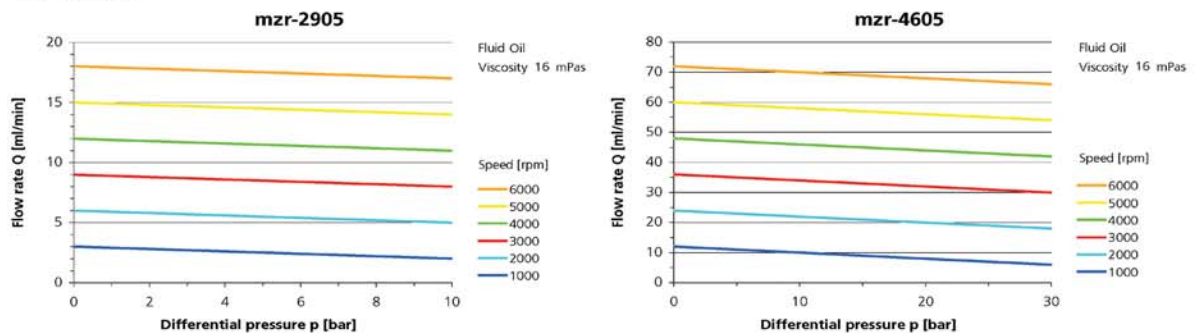 mzr-2905
Flow rate Q [ml/min]
20
15
10
5
0
0 2 4 6 8 10
Differential pressure p [bar]
Fluid Oil
Viscosity 16 mPas
Speed [rpm]
6000
5000
4000
3000
2000
1000
mzr-4605
Flow rate Q [ml/min]
80
70
60
50
40
30
20
10
0
0 10 20 30
Differential pressure p [bar]
Fluid Oil
Viscosity 16 mPas
Speed [rpm]
6000
5000
4000
3000
2000
1000